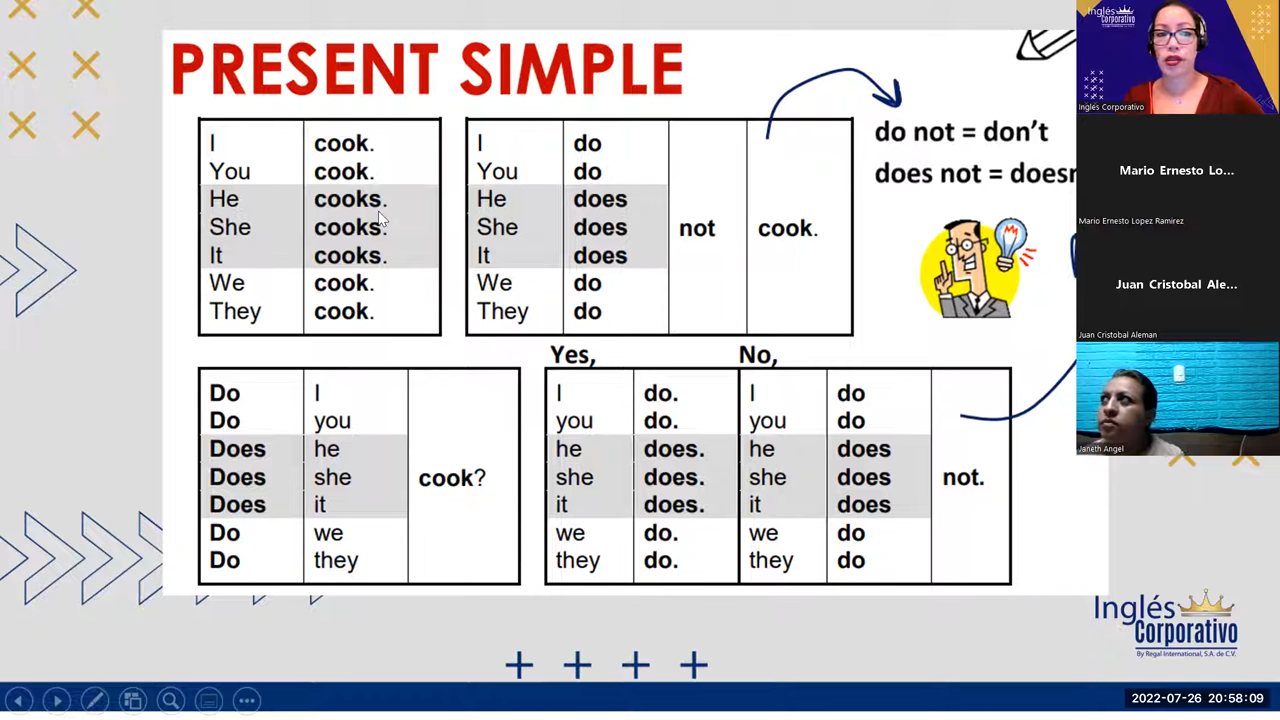 PRESENT SIMPLE
I cook.
You cook.
He cooks.
She cooks.
It cooks.
We cook.
They cook.
I do
You do
He does
She does
It does
We do
They do
not
cook.
do not = don't
does not = doesn
Do I
Do you
Does he
Does she
Does it
Do we
Do they
cook?
Yes,
I do.
you do.
he does.
she does.
it does.
we do.
they do.
No,
I do
you do
he does
she does
it does
we do
they do
not.
Inglés
Corporativo
By Regal International, S.A. de C.V.
Inglés
Corporativo
Inglés Corporativo
Mario Ernesto Lo...
Mario Ernesto Lopez Ramirez
Juan Cristobal Ale...
Juan Cristobal Aleman
Janeth Angel
2022-07-26 20:58:09